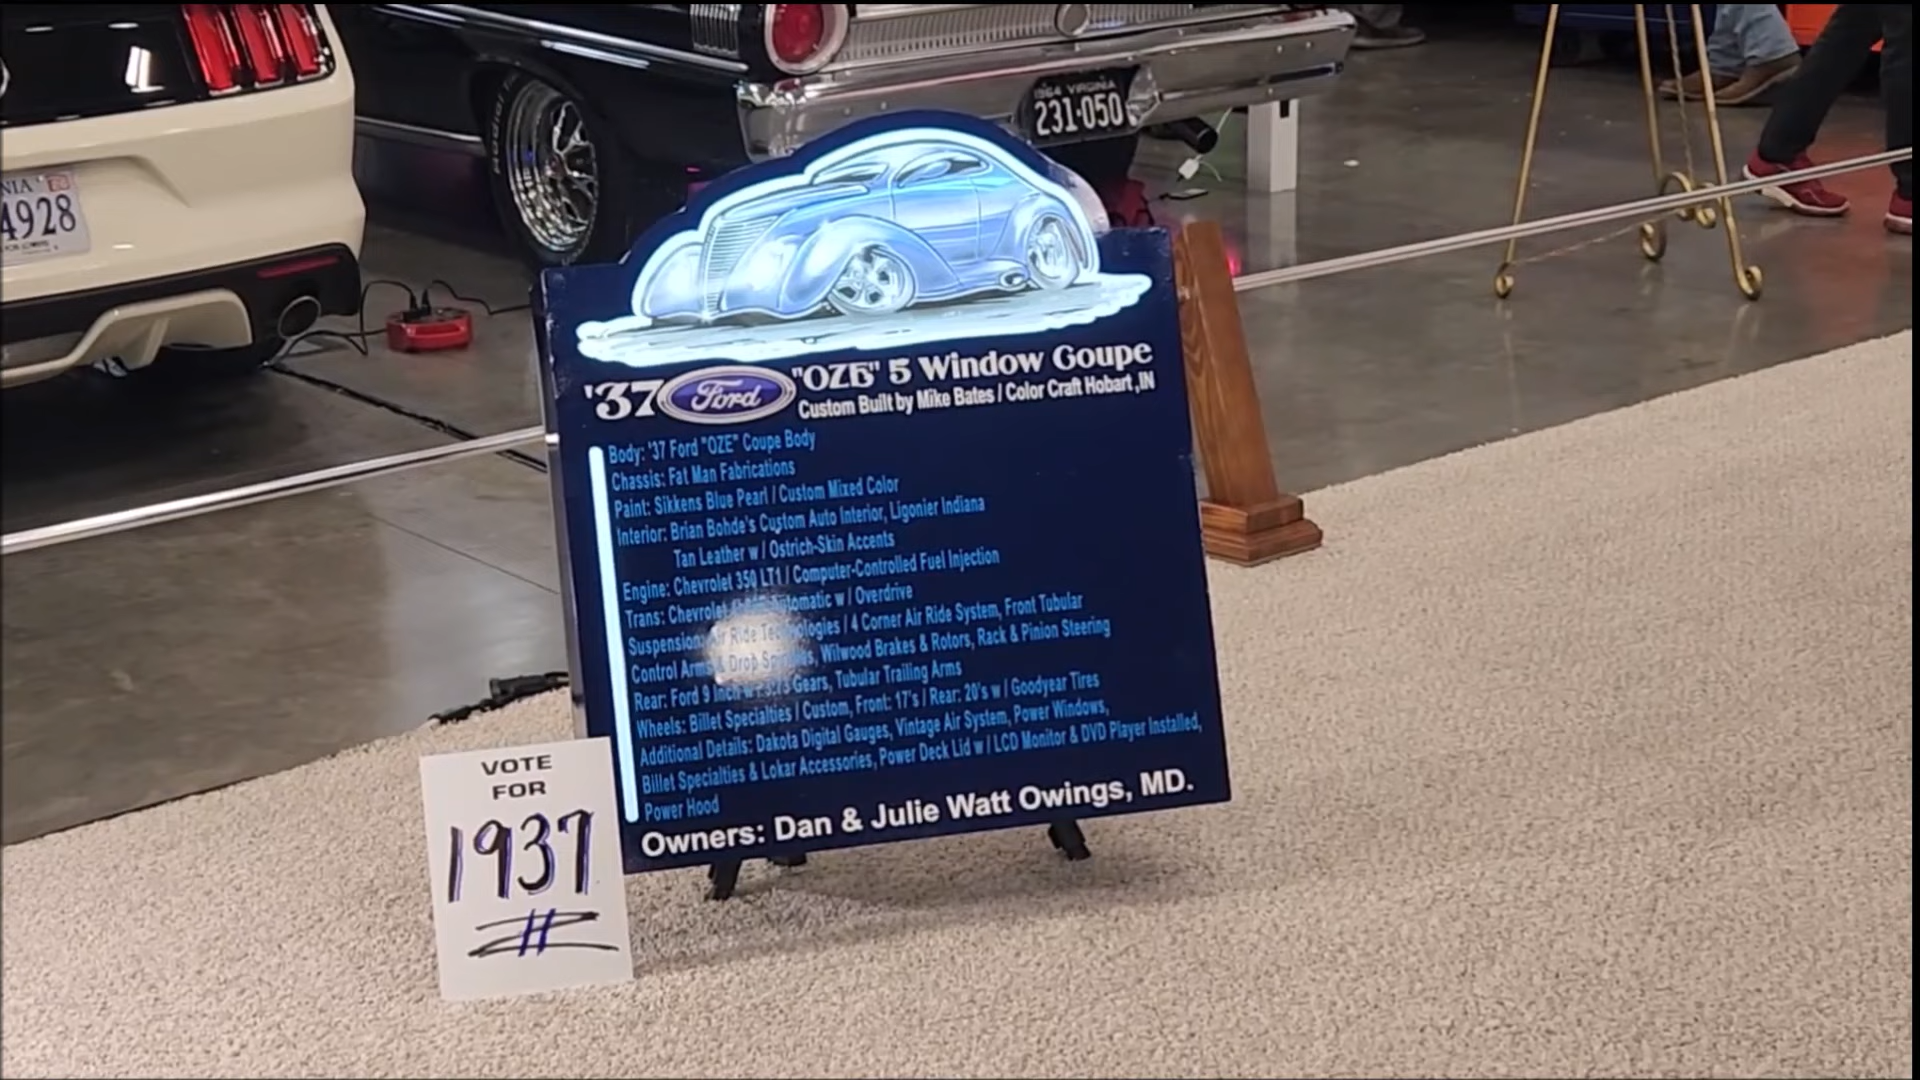 1964 VIRGINIA
231·050
NIA
4928
'37 Ford "OZE" 5 Window Coupe
Custom Built by Mike Bates / Color Craft Hobart ,IN
Body: '37 Ford "OZE" Coupe Body
Chassis: Fat Man Fabrications
Paint: Sikkens Blue Pearl / Custom Mixed Color
Interior: Brian Bohde's Custom Auto Interior, Ligonier Indiana
Tan Leather w / Ostrich-Skin Accents
Engine: Chevrolet 350 LT1 / Computer-Controlled Fuel Injection
Trans: Chevrolet Automatic w / Overdrive
Suspension: Air Ride Technologies / 4 Corner Air Ride System, Front Tubular
Control Arms & Drop Spindles, Wilwood Brakes & Rotors, Rack & Pinion Steering
Rear: Ford 9 Inch w / 3:73 Gears, Tubular Trailing Arms
Wheels: Billet Specialties / Custom, Front: 17's / Rear: 20's w / Goodyear Tires
Additional Details: Dakota Digital Gauges, Vintage Air System, Power Windows,
Billet Specialties & Lokar Accessories, Power Deck Lid w / LCD Monitor & DVD Player Installed,
Power Hood
Owners: Dan & Julie Watt Owings, MD.
VOTE
FOR
1937
H